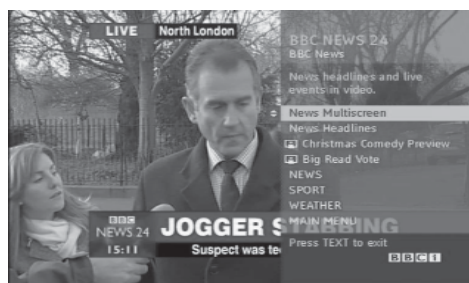 LIVE North London
BBC NEWS 24
BBC News
News headlines and live
events in video.
News Multiscreen
News Headlines
Christmas Comedy Preview...
Big Read Vote
NEWS
SPORT
WEATHER
MAIN MENU
Press TEXT to exit
BBCi
BBC
NEWS 24
15:11
JOGGER STABBING
Suspect was te